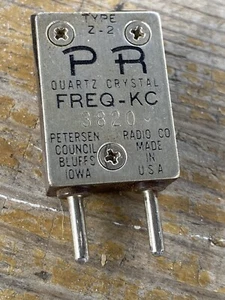 TYPE
Z-2
PR
QUARTZ CRYSTAL
FREQ-KC
3820
PETERSEN RADIO CO
COUNCIL MADE
BLUFFS IN
IOWA U.S.A